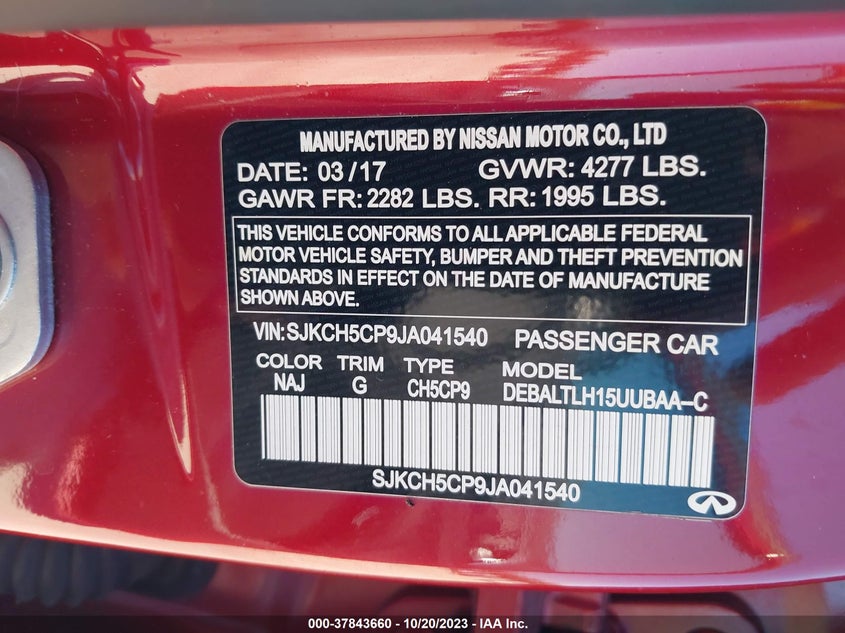 MANUFACTURED BY NISSAN MOTOR CO., LTD
DATE: 03/17 GVWR: 4277 LBS.
GAWR FR: 2282 LBS. RR: 1995 LBS.
THIS VEHICLE CONFORMS TO ALL APPLICABLE FEDERAL
MOTOR VEHICLE SAFETY, BUMPER AND THEFT PREVENTION
STANDARDS IN EFFECT ON THE DATE OF MANUFACTURE
SHOWN ABOVE.
VIN:SJKCH5CP9JA041540 PASSENGER CAR
COLOR TRIM TYPE MODEL
NAJ G CH5CP9 DEBALTLH15UUBAA-C
SJKCH5CP9JA041540
000-37843660 - 10/20/2023 - IAA Inc.